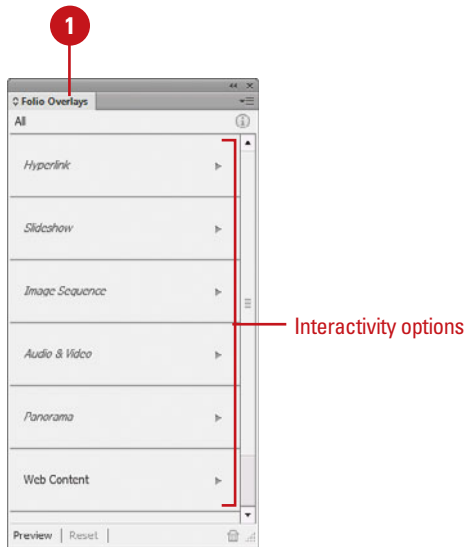 1
Folio Overlays
All
Hyperlink
Slideshow
Image Sequence
Interactivity options
Audio & Video
Panorama
Web Content
Preview | Reset |